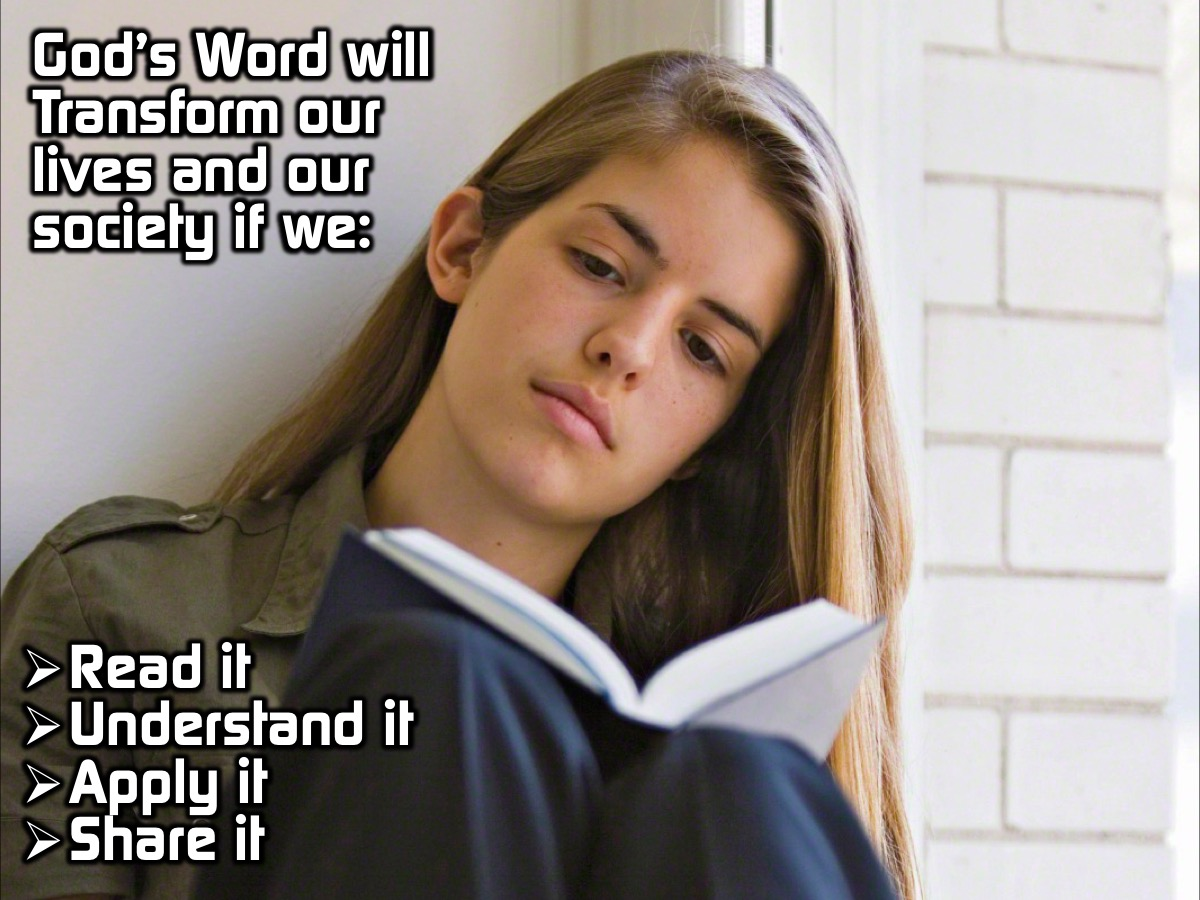 God’s Word will
Transform our
lives and our
society if we:
➢Read it
➢Understand it
➢Apply it
➢Share it